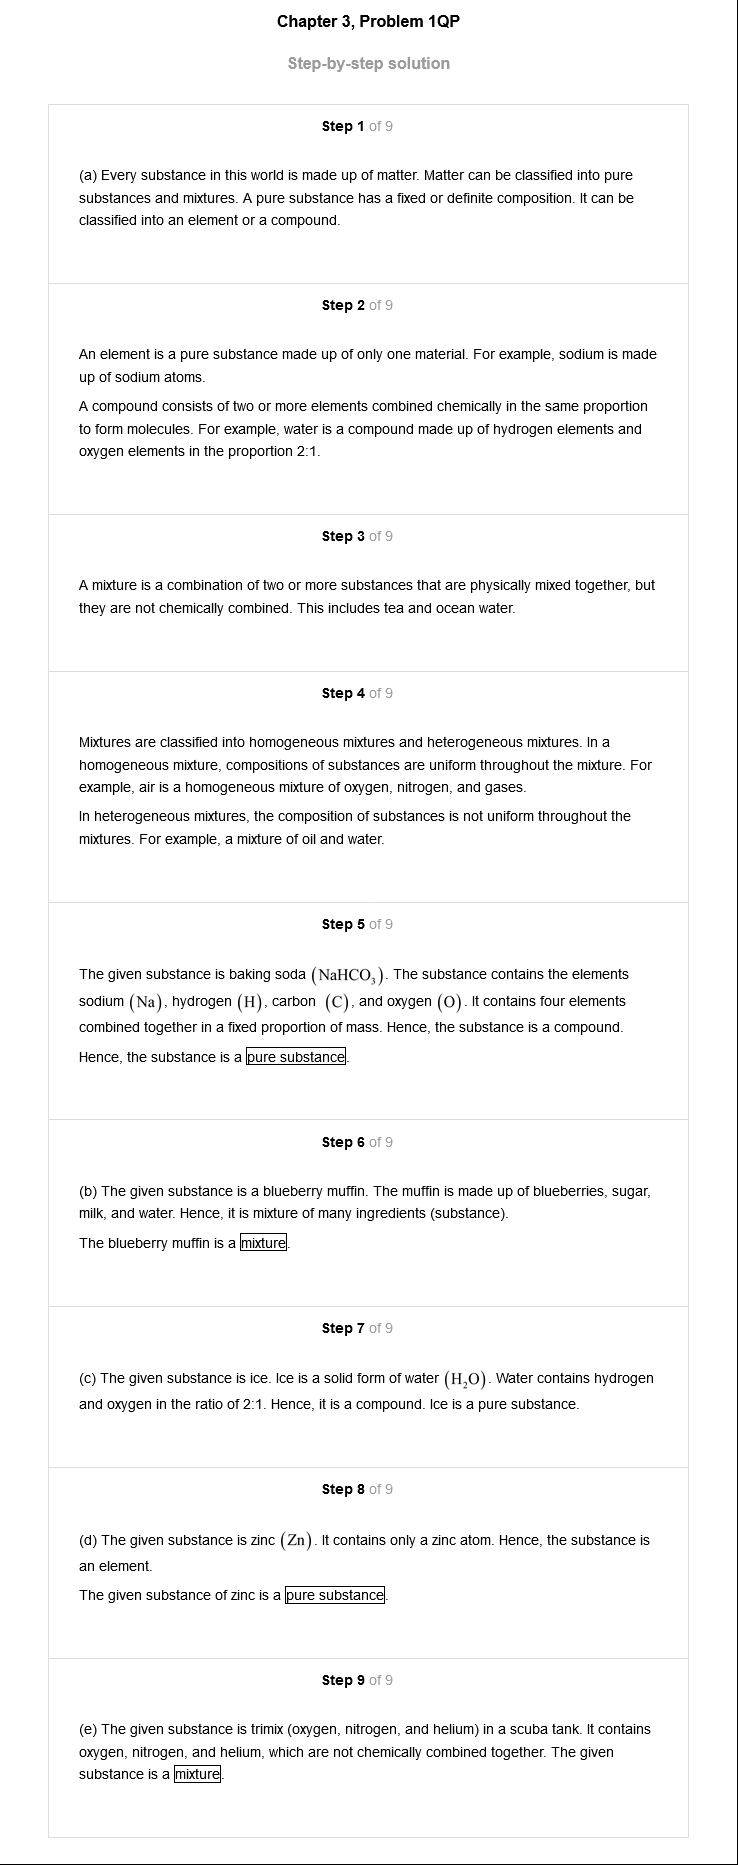 Chapter 3, Problem 1QP
Step-by-step solution
Step 1 of 9
(a) Every substance in this world is made up of matter. Matter can be classified into pure
substances and mixtures. A pure substance has a fixed or definite composition. It can be
classified into an element or a compound.
Step 2 of 9
An element is a pure substance made up of only one material. For example, sodium is made
up of sodium atoms.
A compound consists of two or more elements combined chemically in the same proportion
to form molecules. For example, water is a compound made up of hydrogen elements and
oxygen elements in the proportion 2:1.
Step 3 of 9
A mixture is a combination of two or more substances that are physically mixed together, but
they are not chemically combined. This includes tea and ocean water.
Step 4 of 9
Mixtures are classified into homogeneous mixtures and heterogeneous mixtures. In a
homogeneous mixture, compositions of substances are uniform throughout the mixture. For
example, air is a homogeneous mixture of oxygen, nitrogen, and gases.
In heterogeneous mixtures, the composition of substances is not uniform throughout the
mixtures. For example, a mixture of oil and water.
Step 5 of 9
The given substance is baking soda (NaHCO₃). The substance contains the elements
sodium (Na), hydrogen (H), carbon (C), and oxygen (O). It contains four elements
combined together in a fixed proportion of mass. Hence, the substance is a compound.
Hence, the substance is a pure substance.
Step 6 of 9
(b) The given substance is a blueberry muffin. The muffin is made up of blueberries, sugar,
milk, and water. Hence, it is mixture of many ingredients (substance).
The blueberry muffin is a mixture.
Step 7 of 9
(c) The given substance is ice. Ice is a solid form of water (H₂O). Water contains hydrogen
and oxygen in the ratio of 2:1. Hence, it is a compound. Ice is a pure substance.
Step 8 of 9
(d) The given substance is zinc (Zn). It contains only a zinc atom. Hence, the substance is
an element.
The given substance of zinc is a pure substance.
Step 9 of 9
(e) The given substance is trimix (oxygen, nitrogen, and helium) in a scuba tank. It contains
oxygen, nitrogen, and helium, which are not chemically combined together. The given
substance is a mixture.